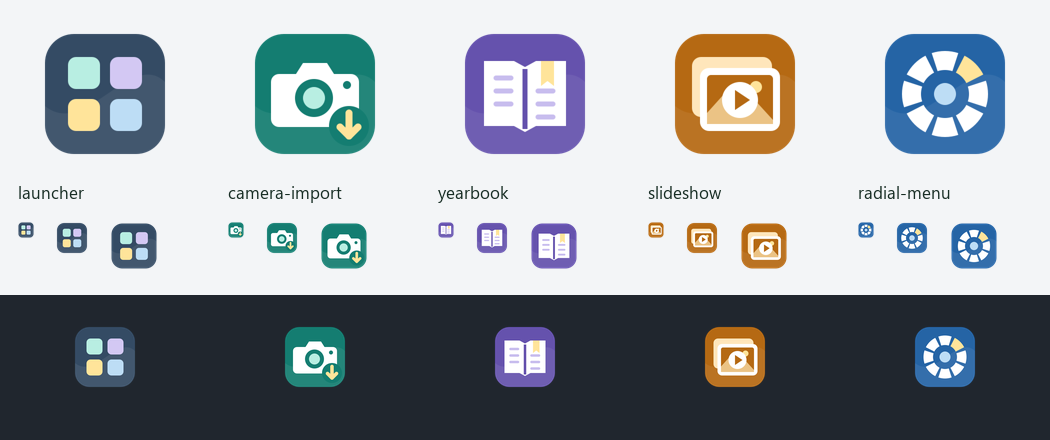 launcher
camera-import
yearbook
slideshow
radial-menu